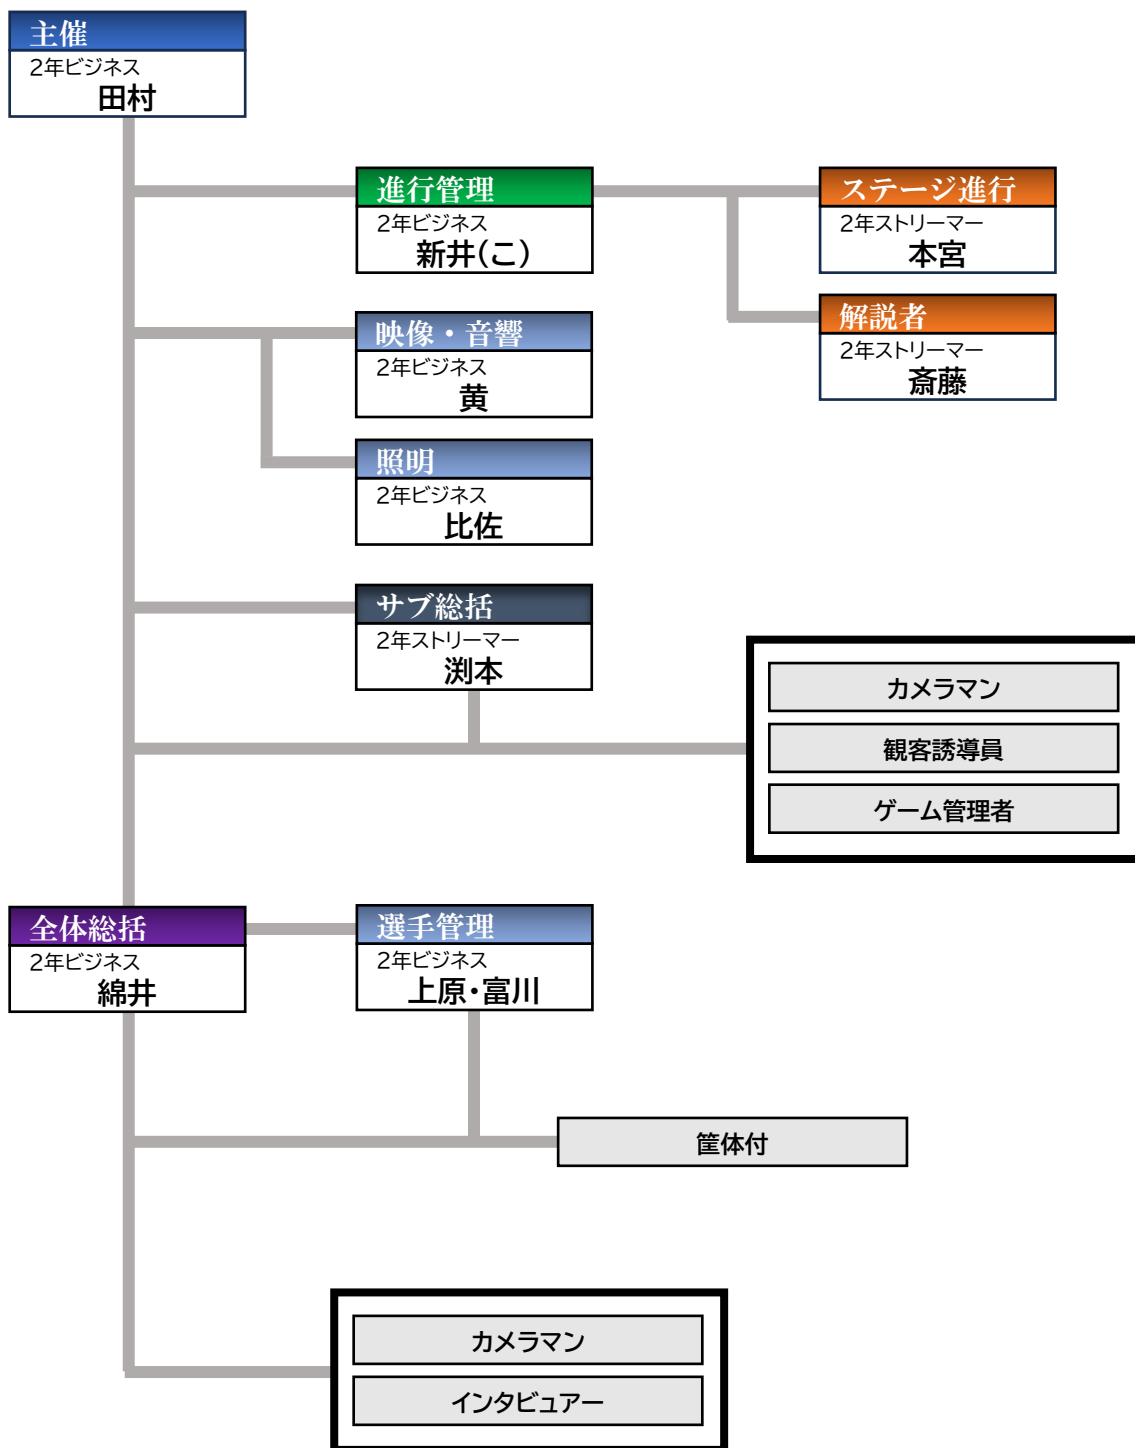 主催
2年ビジネス
田村
進行管理
2年ビジネス
新井(こ)
ステージ進行
2年ストリーマー
本宮
解説者
2年ストリーマー
斎藤
映像・音響
2年ビジネス
黄
照明
2年ビジネス
比佐
サブ総括
2年ストリーマー
渕本
カメラマン
観客誘導員
ゲーム管理者
全体総括
2年ビジネス
綿井
選手管理
2年ビジネス
上原・富川
筐体付
カメラマン
インタビュアー